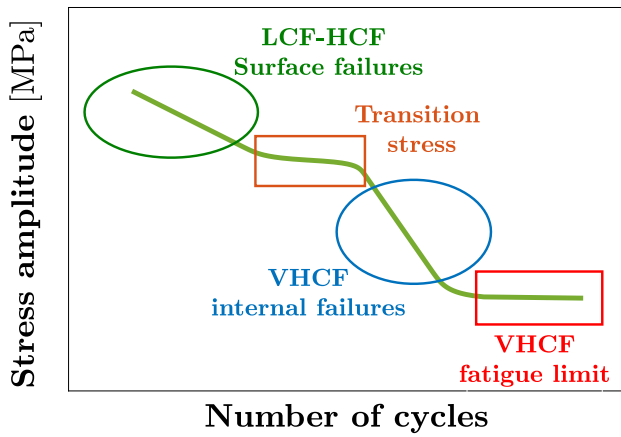 LCF-HCF
Surface failures
Transition
stress
VHCF
internal failures
VHCF
fatigue limit
Stress amplitude [MPa]
Number of cycles